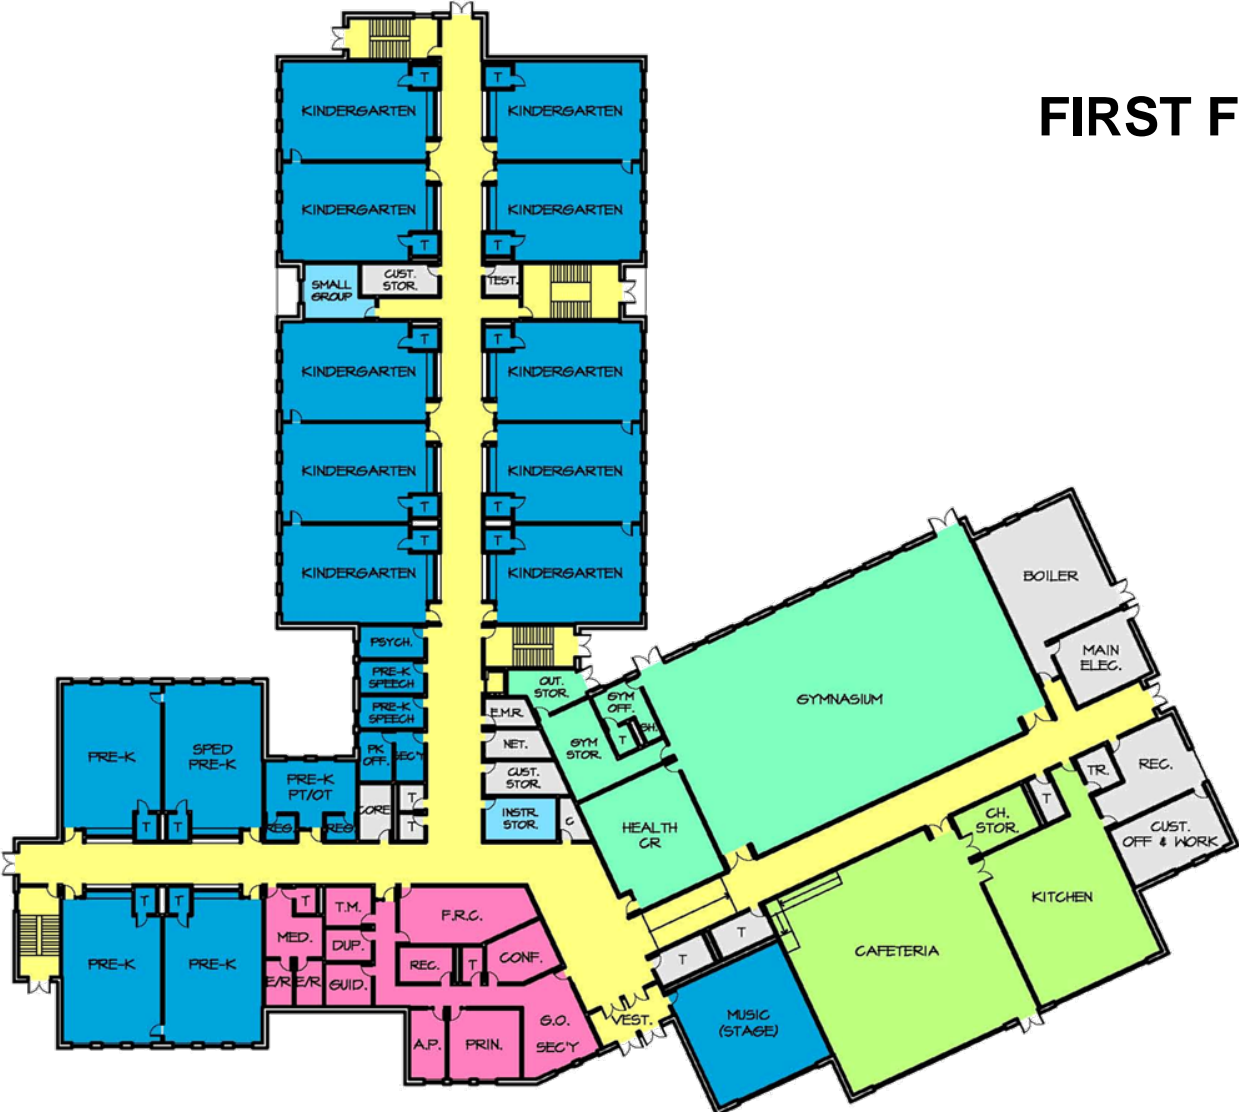 FIRST F
T
T
KINDERGARTEN
KINDERGARTEN
KINDERGARTEN
KINDERGARTEN
T
T
SMALL
GROUP
CUST.
STOR.
TEST.
T
T
KINDERGARTEN
KINDERGARTEN
KINDERGARTEN
KINDERGARTEN
T
T
T
T
KINDERGARTEN
KINDERGARTEN
PSYCH.
PRE-K
SPEECH
PRE-K
SPEECH
PK
OFF.
SEC'Y
CORE
T
T
E.M.R.
NET.
CUST.
STOR.
INSTR.
STOR.
C
OUT.
STOR.
GYM
OFF.
SH.
T
GYM
STOR.
HEALTH
CR
GYMNASIUM
BOILER
MAIN
ELEC.
TR.
REC.
T
CH.
STOR.
CUST.
OFF & WORK
KITCHEN
CAFETERIA
PRE-K
SPED
PRE-K
PRE-K
PT/OT
T
T
REG.
REG.
T
T
PRE-K
PRE-K
T
MED.
E/R
E/R
T.M.
DUP.
GUID.
F.R.C.
REC.
T
CONF.
A.P.
PRIN.
G.O.
SEC'Y
VEST.
T
T
MUSIC
(STAGE)